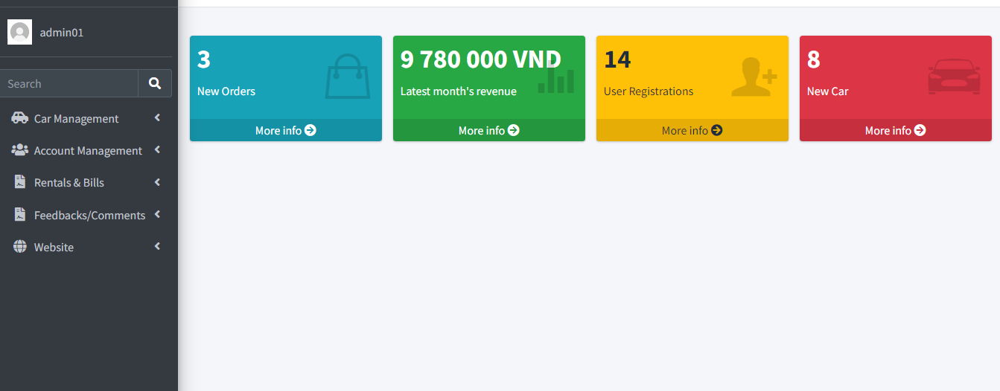 admin01
Search
Car Management
Account Management
Rentals & Bills
Feedbacks/Comments
Website
3
New Orders
More info
9 780 000 VND
Latest month's revenue
More info
14
User Registrations
More info
8
New Car
More info